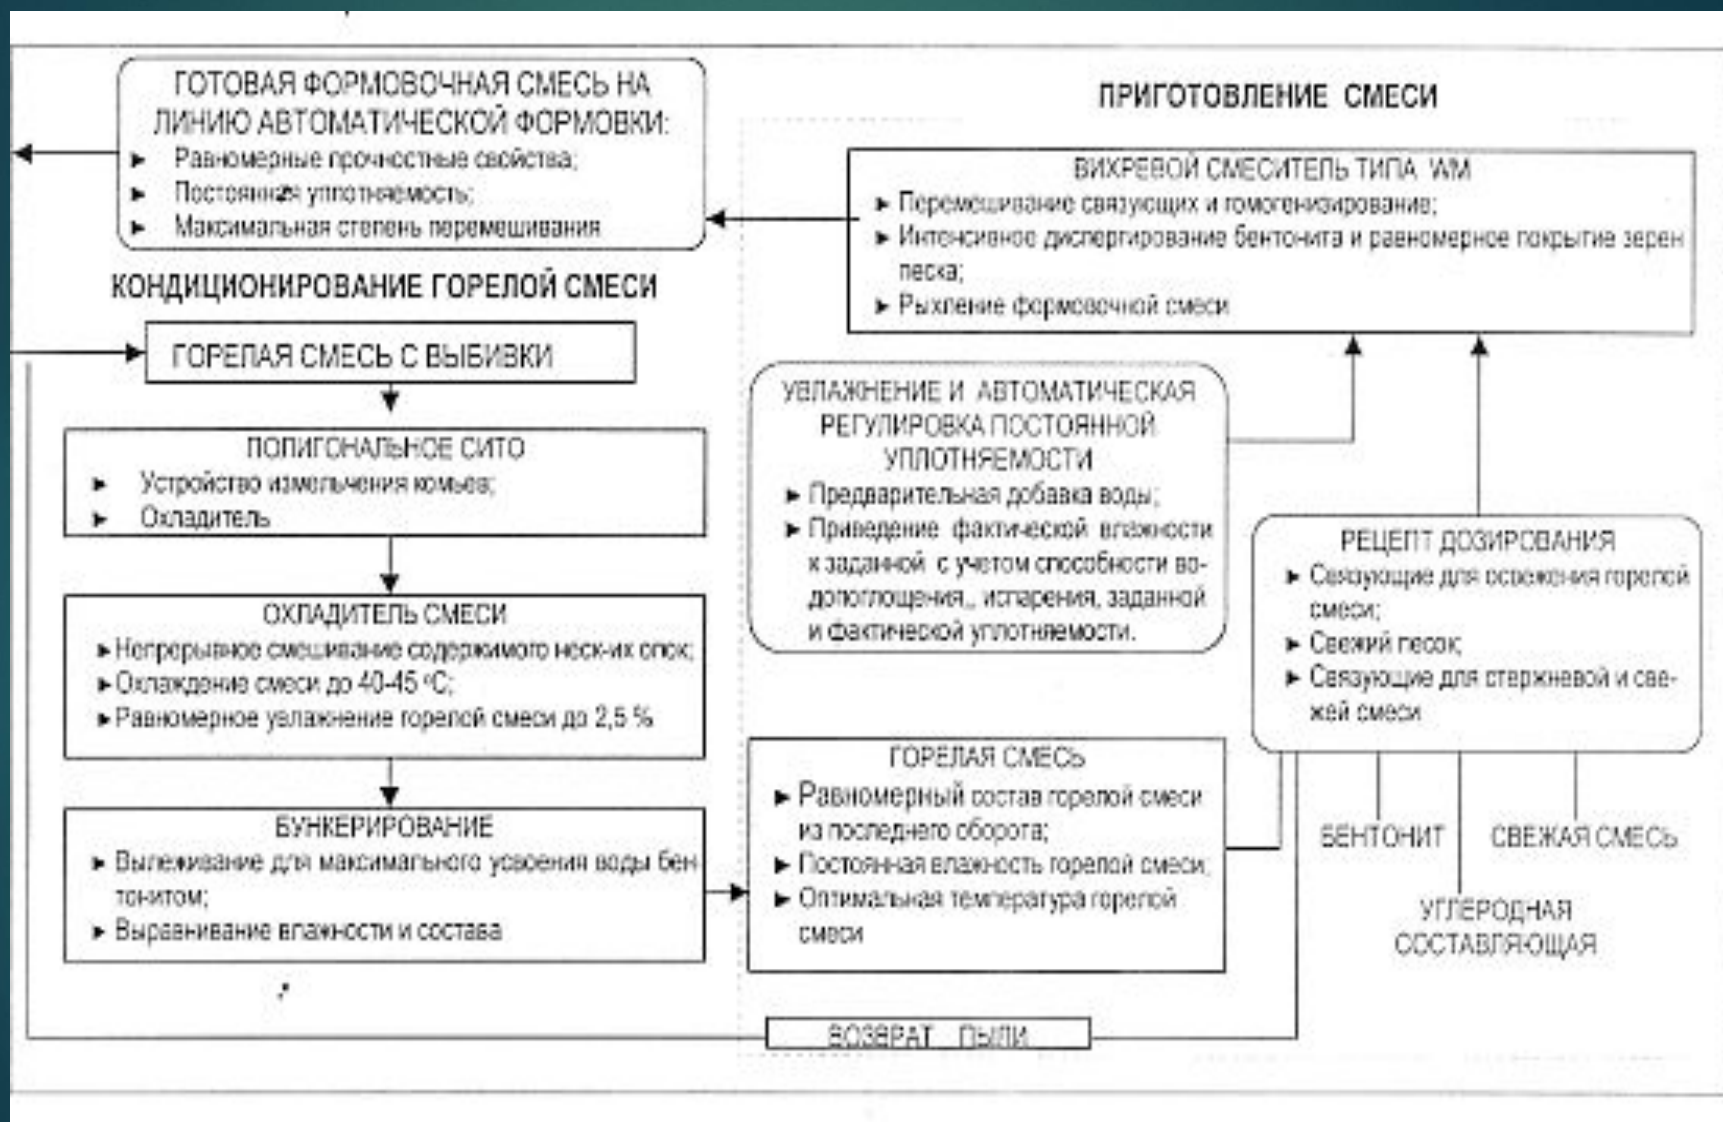 ГОТОВАЯ ФОРМОВОЧНАЯ СМЕСЬ НА
ЛИНИЮ АВТОМАТИЧЕСКОЙ ФОРМОВКИ:
► Равномерные прочностные свойства;
► Постоянная уплотняемость;
► Максимальная степень перемешивания
КОНДИЦИОНИРОВАНИЕ ГОРЕЛОЙ СМЕСИ
ГОРЕЛАЯ СМЕСЬ С ВЫБИВКИ
ПОЛИГОНАЛЬНОЕ СИТО
► Устройство измельчения комьев;
► Охладитель
ОХЛАДИТЕЛЬ СМЕСИ
► Непрерывное смешивание содержимого неск-их опок;
► Охлаждение смеси до 40-45 °С;
► Равномерное увлажнение горелой смеси до 2,5 %
БУНКЕРИРОВАНИЕ
► Вылеживание для максимального усвоения воды бен-
тонитом;
► Выравнивание влажности и состава
ПРИГОТОВЛЕНИЕ СМЕСИ
ВИХРЕВОЙ СМЕСИТЕЛЬ ТИПА WM
► Перемешивание связующих и гомогенизирование;
► Интенсивное диспергирование бентонита и равномерное покрытие зерен
песка;
► Рыхление формовочной смеси
УВЛАЖНЕНИЕ И АВТОМАТИЧЕСКАЯ
РЕГУЛИРОВКА ПОСТОЯННОЙ
УПЛОТНЯЕМОСТИ
► Предварительная добавка воды;
► Приведение фактической влажности
к заданной с учетом способности во-
допоглощения,, испарения, заданной
и фактической уплотняемости.
РЕЦЕПТ ДОЗИРОВАНИЯ
► Связующие для освежения горелой
смеси;
► Свежий песок;
► Связующие для стержневой и све-
жей смеси
ГОРЕЛАЯ СМЕСЬ
► Равномерный состав горелой смеси
из последнего оборота;
► Постоянная влажность горелой смеси;
► Оптимальная температура горелой
смеси
БЕНТОНИТ
СВЕЖАЯ СМЕСЬ
УГЛЕРОДНАЯ
СОСТАВЛЯЮЩАЯ
ВОЗВРАТ ПЫЛИ